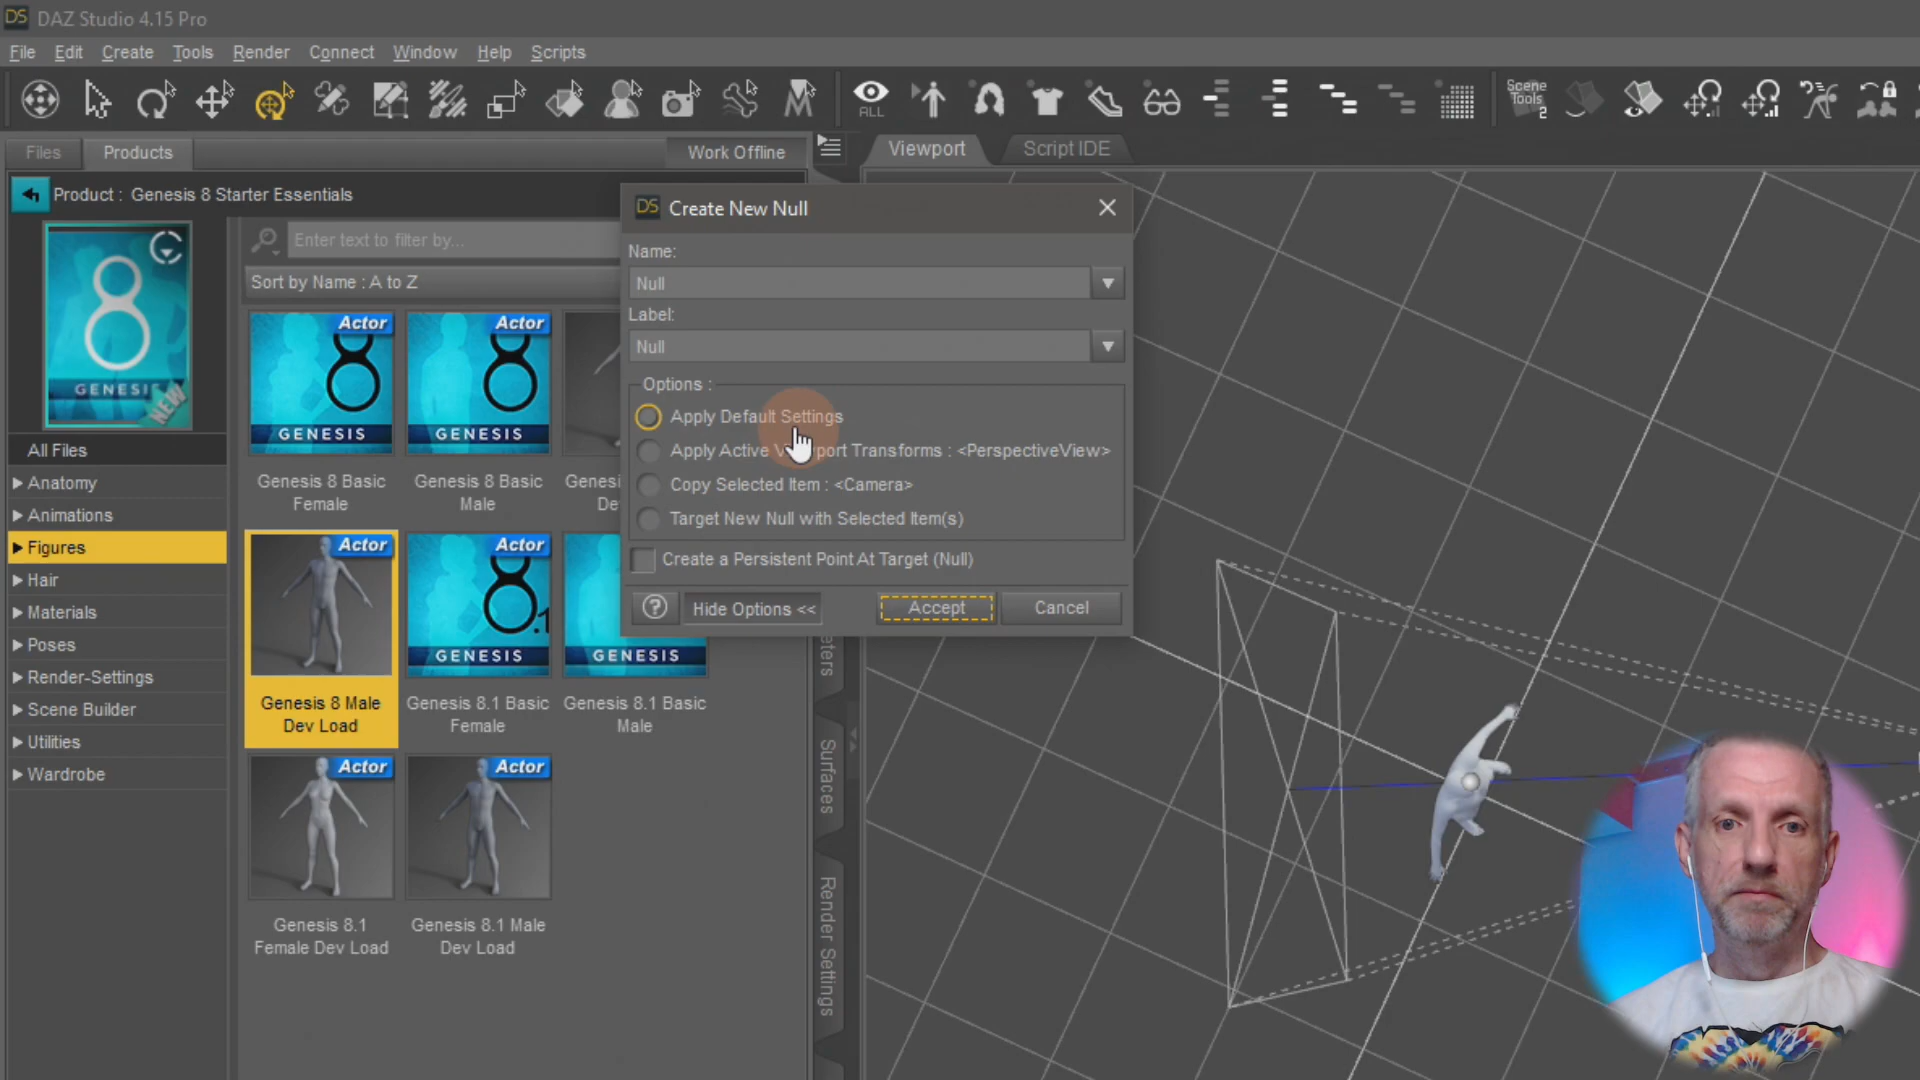 DS DAZ Studio 4.15 Pro
File Edit Create Tools Render Connect Window Help Scripts
ALL
Scene
Tools
2
Files Products Work Offline Viewport Script IDE
Product : Genesis 8 Starter Essentials
GENESIS
NEW
Enter text to filter by...
Sort by Name : A to Z
All Files
Anatomy
Animations
Figures
Hair
Materials
Poses
Render-Settings
Scene Builder
Utilities
Wardrobe
Actor
8
GENESIS
Genesis 8 Basic
Female
Actor
8
GENESIS
Genesis 8 Basic
Male
Actor
Genesis 8 Male
Dev Load
Actor
8.1
GENESIS
Genesis 8.1 Basic
Female
GENESIS
Genesis 8.1 Basic
Male
Actor
Genesis 8.1
Female Dev Load
Actor
Genesis 8.1 Male
Dev Load
DS Create New Null
Name:
Null
Label:
Null
Options :
Apply Default Settings
Apply Active Transforms : <PerspectiveView>
Copy Selected Item : <Camera>
Target New Null with Selected Item(s)
Create a Persistent Point At Target (Null)
? Hide Options << Accept Cancel
Surfaces
Render Settings